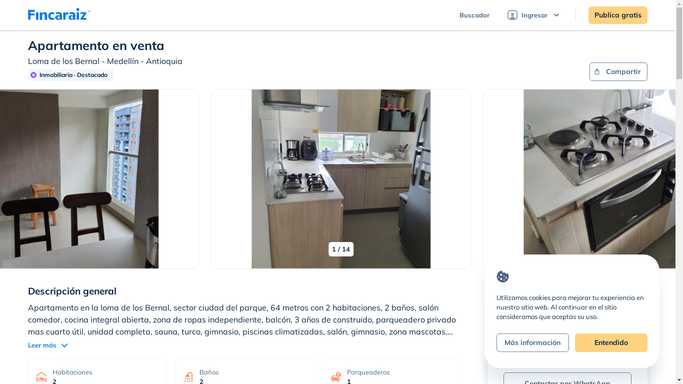 Fincaraiz
Buscador
Ingresar
Publica gratis
Apartamento en venta
Loma de los Bernal - Medellín - Antioquia
Inmobiliaria - Destacado
Compartir
1 / 14
Descripción general
Apartamento en la loma de los Bernal, sector ciudad del parque, 64 metros con 2 habitaciones, 2 baños, salón
comedor, cocina integral abierta, zona de ropas independiente, balcón, 3 años de construido, parqueadero privado
mas cuarto útil, unidad completa, sauna, turco, gimnasio, piscinas climatizadas, salón, gimnasio, zona mascotas,...
Leer más
Habitaciones
2
Baños
2
Parqueaderos
1
Utilizamos cookies para mejorar tu experiencia en
nuestro sitio web. Al continuar en el sitio
consideramos que aceptas su uso.
Más información
Entendido
Contactar por WhatsApp